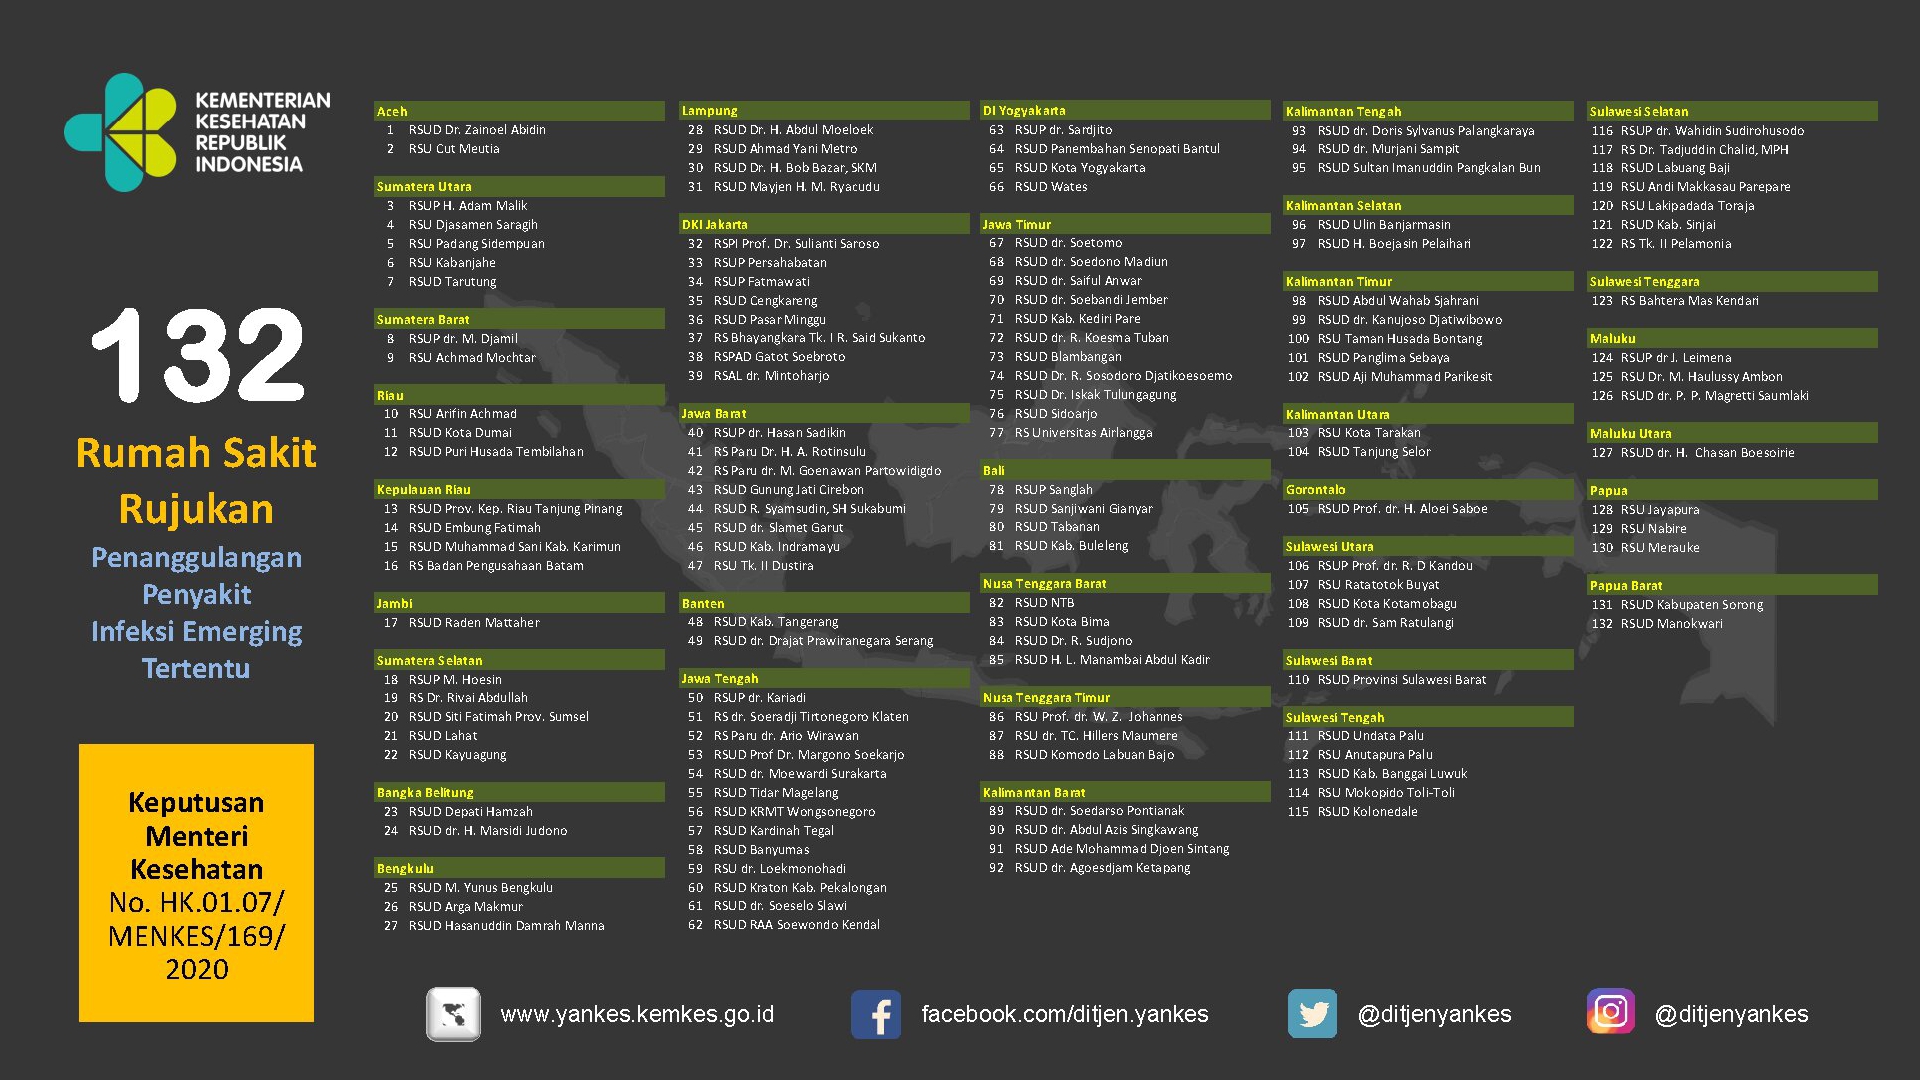 KEMENTERIAN
KESEHATAN
REPUBLIK
INDONESIA
132
Rumah Sakit
Rujukan
Penanggulangan
Penyakit
Infeksi Emerging
Tertentu
Keputusan
Menteri
Kesehatan
No. HK.01.07/
MENKES/169/
2020
Aceh
1 RSUD Dr. Zainoel Abidin
2 RSU Cut Meutia
Sumatera Utara
3 RSUP H. Adam Malik
4 RSU Djasamen Saragih
5 RSU Padang Sidempuan
6 RSU Kabanjahe
7 RSUD Tarutung
Sumatera Barat
8 RSUP dr. M. Djamil
9 RSU Achmad Mochtar
Riau
10 RSU Arifin Achmad
11 RSUD Kota Dumai
12 RSUD Puri Husada Tembilahan
Kepulauan Riau
13 RSUD Prov. Kep. Riau Tanjung Pinang
14 RSUD Embung Fatimah
15 RSUD Muhammad Sani Kab. Karimun
16 RS Badan Pengusahaan Batam
Jambi
17 RSUD Raden Mattaher
Sumatera Selatan
18 RSUP M. Hoesin
19 RS Dr. Rivai Abdullah
20 RSUD Siti Fatimah Prov. Sumsel
21 RSUD Lahat
22 RSUD Kayuagung
Bangka Belitung
23 RSUD Depati Hamzah
24 RSUD dr. H. Marsidi Judono
Bengkulu
25 RSUD M. Yunus Bengkulu
26 RSUD Arga Makmur
27 RSUD Hasanuddin Damrah Manna
Lampung
28 RSUD Dr. H. Abdul Moeloek
29 RSUD Ahmad Yani Metro
30 RSUD Dr. H. Bob Bazar, SKM
31 RSUD Mayjen H. M. Ryacudu
DKI Jakarta
32 RSPI Prof. Dr. Sulianti Saroso
33 RSUP Persahabatan
34 RSUP Fatmawati
35 RSUD Cengkareng
36 RSUD Pasar Minggu
37 RS Bhayangkara Tk. I R. Said Sukanto
38 RSPAD Gatot Soebroto
39 RSAL dr. Mintoharjo
Jawa Barat
40 RSUP dr. Hasan Sadikin
41 RS Paru Dr. H. A. Rotinsulu
42 RS Paru dr. M. Goenawan Partowidigdo
43 RSUD Gunung Jati Cirebon
44 RSUD R. Syamsudin, SH Sukabumi
45 RSUD dr. Slamet Garut
46 RSUD Kab. Indramayu
47 RSU Tk. II Dustira
Banten
48 RSUD Kab. Tangerang
49 RSUD dr. Drajat Prawiranegara Serang
Jawa Tengah
50 RSUP dr. Kariadi
51 RS dr. Soeradji Tirtonegoro Klaten
52 RS Paru dr. Ario Wirawan
53 RSUD Prof Dr. Margono Soekarjo
54 RSUD dr. Moewardi Surakarta
55 RSUD Tidar Magelang
56 RSUD KRMT Wongsonegoro
57 RSUD Kardinah Tegal
58 RSUD Banyumas
59 RSU dr. Loekmonohadi
60 RSUD Kraton Kab. Pekalongan
61 RSUD dr. Soeselo Slawi
62 RSUD RAA Soewondo Kendal
DI Yogyakarta
63 RSUP dr. Sardjito
64 RSUD Panembahan Senopati Bantul
65 RSUD Kota Yogyakarta
66 RSUD Wates
Jawa Timur
67 RSUD dr. Soetomo
68 RSUD dr. Soedono Madiun
69 RSUD dr. Saiful Anwar
70 RSUD dr. Soebandi Jember
71 RSUD Kab. Kediri Pare
72 RSUD dr. R. Koesma Tuban
73 RSUD Blambangan
74 RSUD Dr. R. Sosodoro Djatikoesoemo
75 RSUD Dr. Iskak Tulungagung
76 RSUD Sidoarjo
77 RS Universitas Airlangga
Bali
78 RSUP Sanglah
79 RSUD Sanjiwani Gianyar
80 RSUD Tabanan
81 RSUD Kab. Buleleng
Nusa Tenggara Barat
82 RSUD NTB
83 RSUD Kota Bima
84 RSUD Dr. R. Sudjono
85 RSUD H. L. Manambai Abdul Kadir
Nusa Tenggara Timur
86 RSU Prof. dr. W. Z. Johannes
87 RSU dr. TC. Hillers Maumere
88 RSUD Komodo Labuan Bajo
Kalimantan Barat
89 RSUD dr. Soedarso Pontianak
90 RSUD dr. Abdul Azis Singkawang
91 RSUD Ade Mohammad Djoen Sintang
92 RSUD dr. Agoesdjam Ketapang
Kalimantan Tengah
93 RSUD dr. Doris Sylvanus Palangkaraya
94 RSUD dr. Murjani Sampit
95 RSUD Sultan Imanuddin Pangkalan Bun
Kalimantan Selatan
96 RSUD Ulin Banjarmasin
97 RSUD H. Boejasin Pelaihari
Kalimantan Timur
98 RSUD Abdul Wahab Sjahrani
99 RSUD dr. Kanujoso Djatiwibowo
100 RSU Taman Husada Bontang
101 RSUD Panglima Sebaya
102 RSUD Aji Muhammad Parikesit
Kalimantan Utara
103 RSU Kota Tarakan
104 RSUD Tanjung Selor
Gorontalo
105 RSUD Prof. dr. H. Aloei Saboe
Sulawesi Utara
106 RSUP Prof. dr. R. D Kandou
107 RSU Ratatotok Buyat
108 RSUD Kota Kotamobagu
109 RSUD dr. Sam Ratulangi
Sulawesi Barat
110 RSUD Provinsi Sulawesi Barat
Sulawesi Tengah
111 RSUD Undata Palu
112 RSU Anutapura Palu
113 RSUD Kab. Banggai Luwuk
114 RSU Mokopido Toli-Toli
115 RSUD Kolonedale
Sulawesi Selatan
116 RSUP dr. Wahidin Sudirohusodo
117 RS Dr. Tadjuddin Chalid, MPH
118 RSUD Labuang Baji
119 RSU Andi Makkasau Parepare
120 RSU Lakipadada Toraja
121 RSUD Kab. Sinjai
122 RS Tk. II Pelamonia
Sulawesi Tenggara
123 RS Bahtera Mas Kendari
Maluku
124 RSUP dr J. Leimena
125 RSU Dr. M. Haulussy Ambon
126 RSUD dr. P. P. Magretti Saumlaki
Maluku Utara
127 RSUD dr. H. Chasan Boesoirie
Papua
128 RSU Jayapura
129 RSU Nabire
130 RSU Merauke
Papua Barat
131 RSUD Kabupaten Sorong
132 RSUD Manokwari
www.yankes.kemkes.go.id
facebook.com/ditjen.yankes
@ditjenyankes
@ditjenyankes